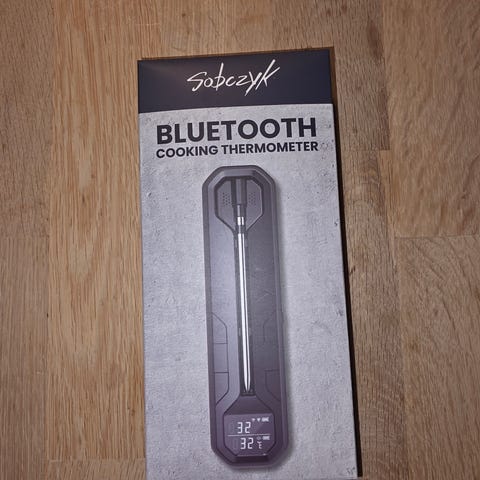 Sobczyk
BLUETOOTH
COOKING THERMOMETER
32
32 °C